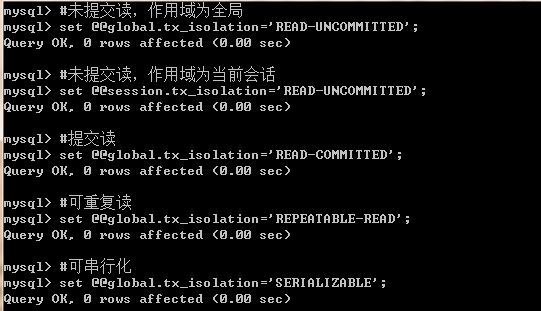 mysql> #未提交读，作用域为全局
mysql> set @@global.tx_isolation='READ-UNCOMMITTED';
Query OK, 0 rows affected (0.00 sec)
mysql> #未提交读，作用域为当前会话
mysql> set @@session.tx_isolation='READ-UNCOMMITTED';
Query OK, 0 rows affected (0.00 sec)
mysql> #提交读
mysql> set @@global.tx_isolation='READ-COMMITTED';
Query OK, 0 rows affected (0.00 sec)
mysql> #可重复读
mysql> set @@global.tx_isolation='REPEATABLE-READ';
Query OK, 0 rows affected (0.00 sec)
mysql> #可串行化
mysql> set @@global.tx_isolation='SERIALIZABLE';
Query OK, 0 rows affected (0.00 sec)